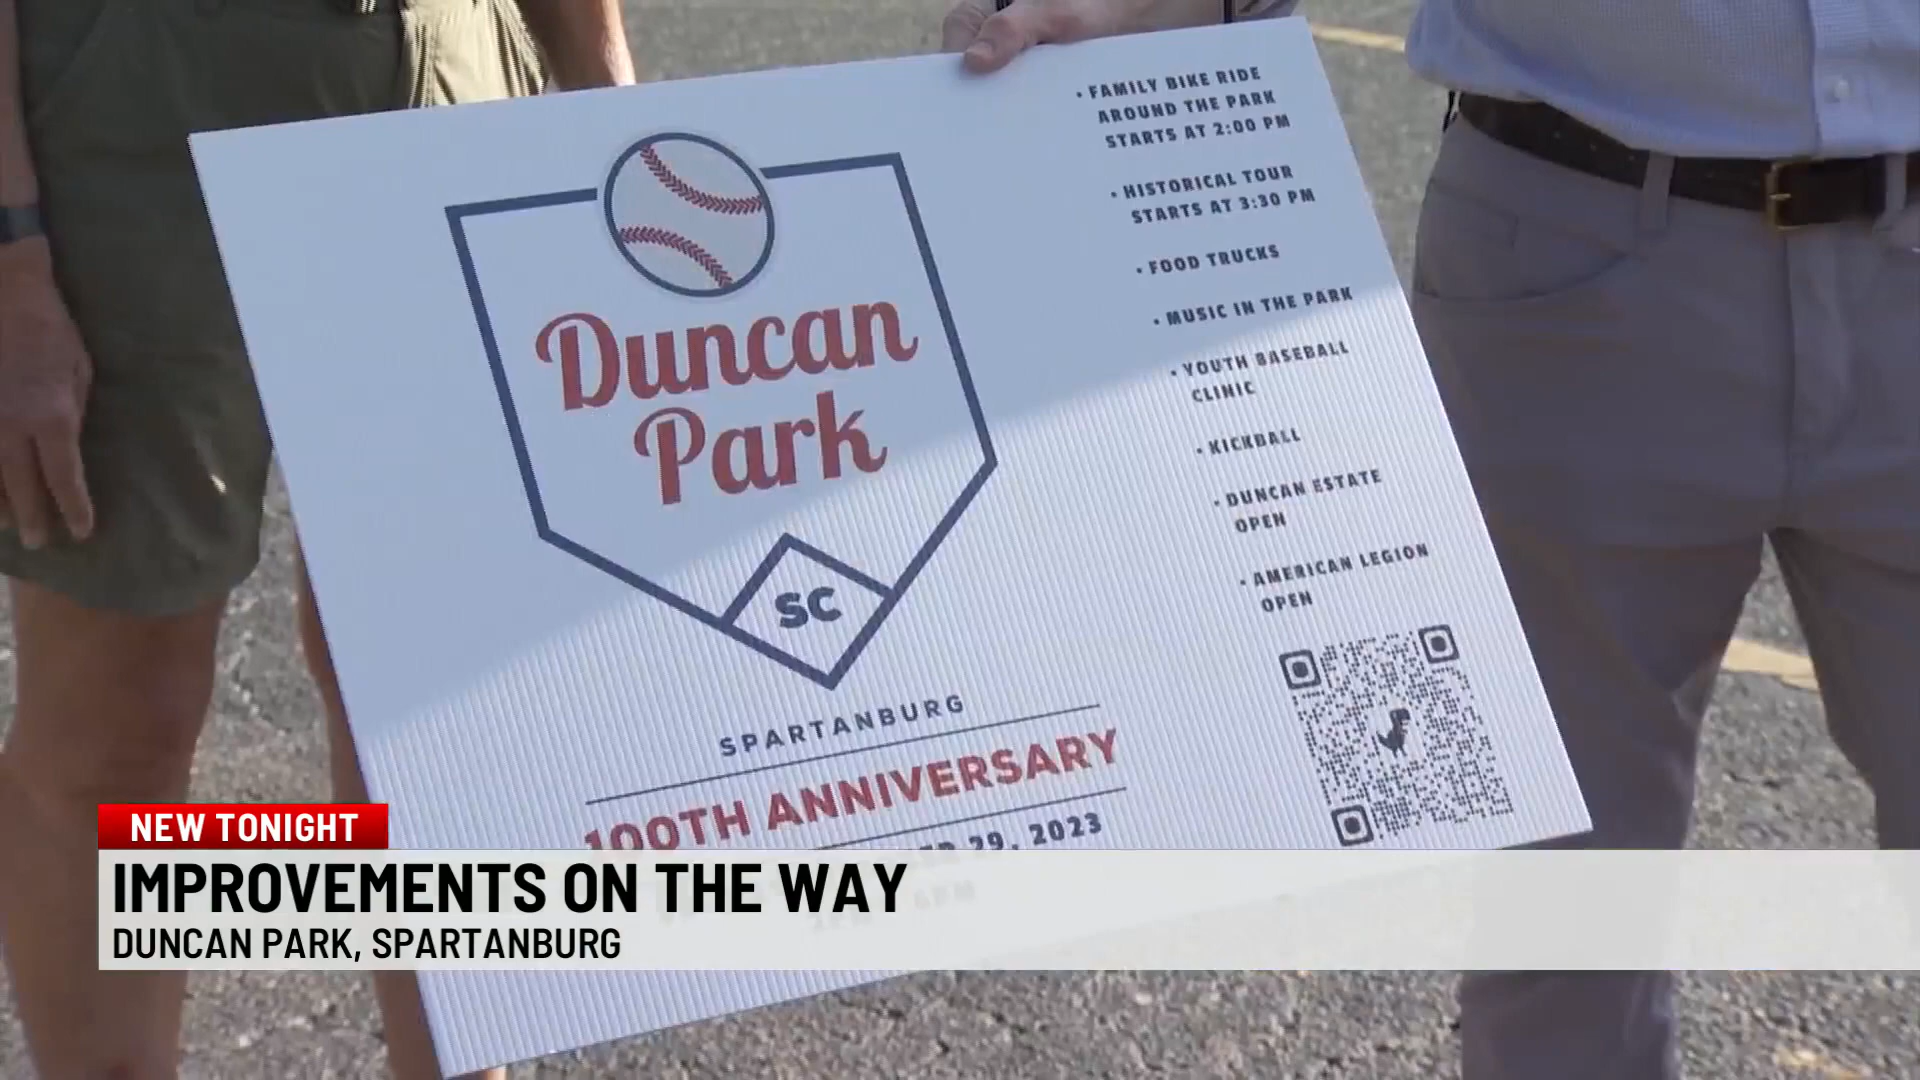 • FAMILY BIKE RIDE
AROUND THE PARK
STARTS AT 2:00 PM
• HISTORICAL TOUR
STARTS AT 3:30 PM
• FOOD TRUCKS
• MUSIC IN THE PARK
• YOUTH BASEBALL
CLINIC
• KICKBALL
• DUNCAN ESTATE
OPEN
• AMERICAN LEGION
OPEN
Duncan
Park
SC
SPARTANBURG
100TH ANNIVERSARY
29, 2023
NEW TONIGHT
IMPROVEMENTS ON THE WAY
DUNCAN PARK, SPARTANBURG